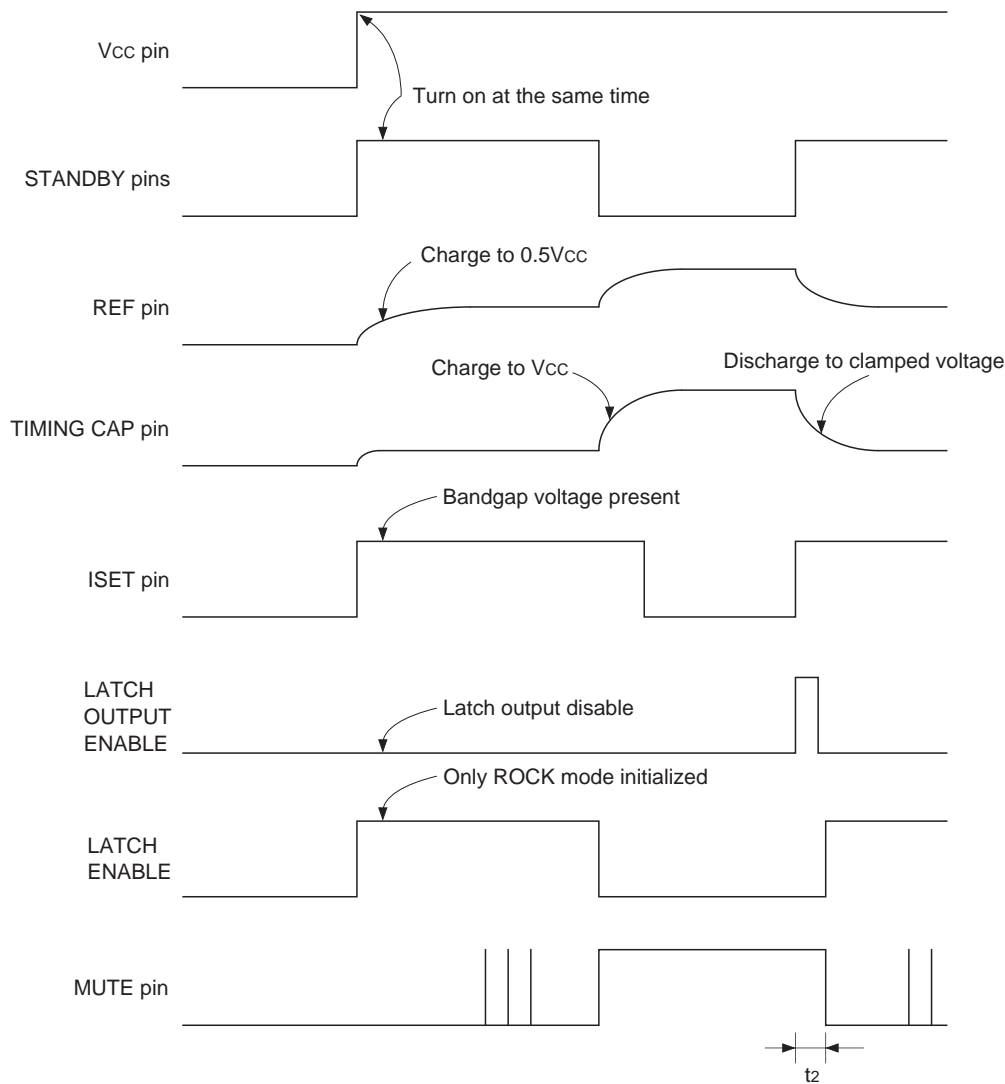 Vcc pin
Turn on at the same time
STANDBY pins
Charge to 0.5Vcc
REF pin
Charge to Vcc
Discharge to clamped voltage
TIMING CAP pin
Bandgap voltage present
ISET pin
LATCH
OUTPUT
ENABLE
Latch output disable
Only ROCK mode initialized
LATCH
ENABLE
MUTE pin
t2